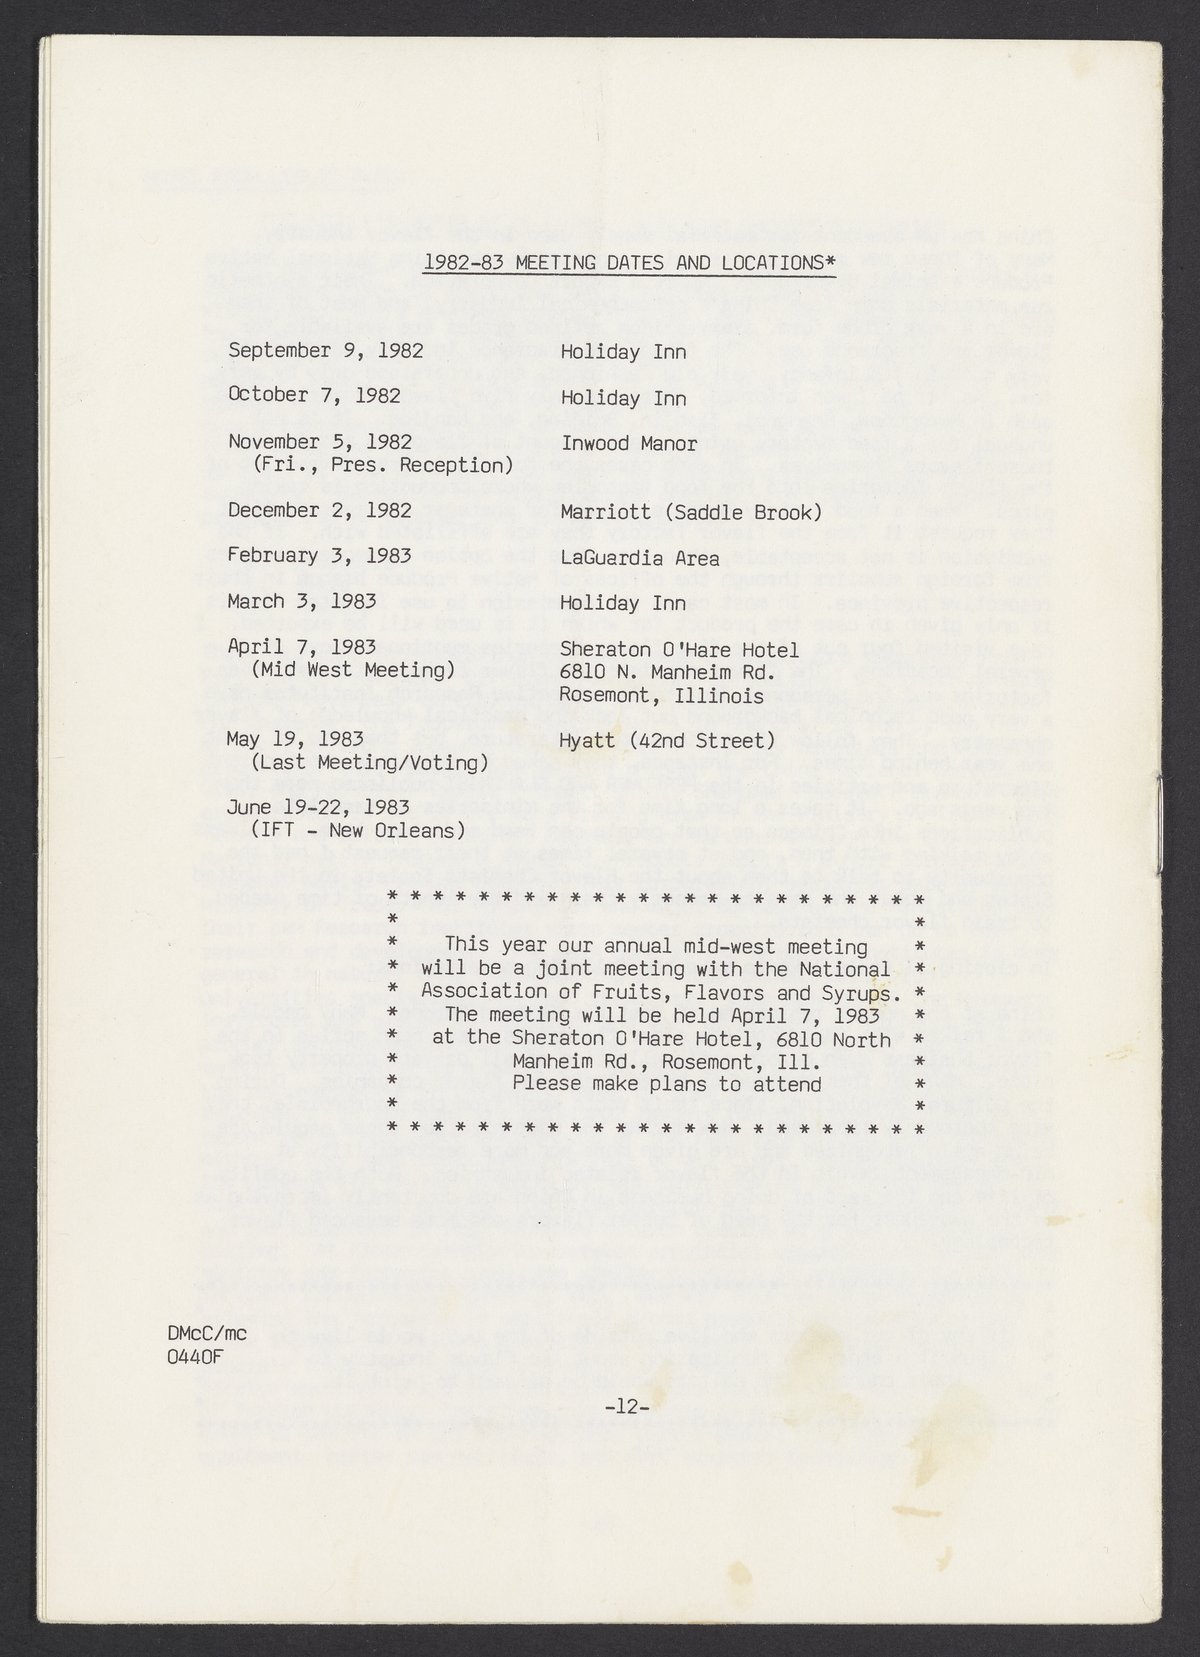 1982-83 MEETING DATES AND LOCATIONS*
September 9, 1982 Holiday Inn
October 7, 1982 Holiday Inn
November 5, 1982 Inwood Manor
(Fri., Pres. Reception)
December 2, 1982 Marriott (Saddle Brook)
February 3, 1983 LaGuardia Area
March 3, 1983 Holiday Inn
April 7, 1983 Sheraton O'Hare Hotel
(Mid West Meeting) 6810 N. Manheim Rd.
Rosemont, Illinois
May 19, 1983 Hyatt (42nd Street)
(Last Meeting/Voting)
June 19-22, 1983
(IFT - New Orleans)
* * * * * * * * * * * * * * * * * * * * * * * *
* *
* This year our annual mid-west meeting *
* will be a joint meeting with the National *
* Association of Fruits, Flavors and Syrups. *
* The meeting will be held April 7, 1983 *
* at the Sheraton O'Hare Hotel, 6810 North *
* Manheim Rd., Rosemont, Ill. *
* Please make plans to attend *
* *
* * * * * * * * * * * * * * * * * * * * * * * *
DMcC/mc
0440F
-12-